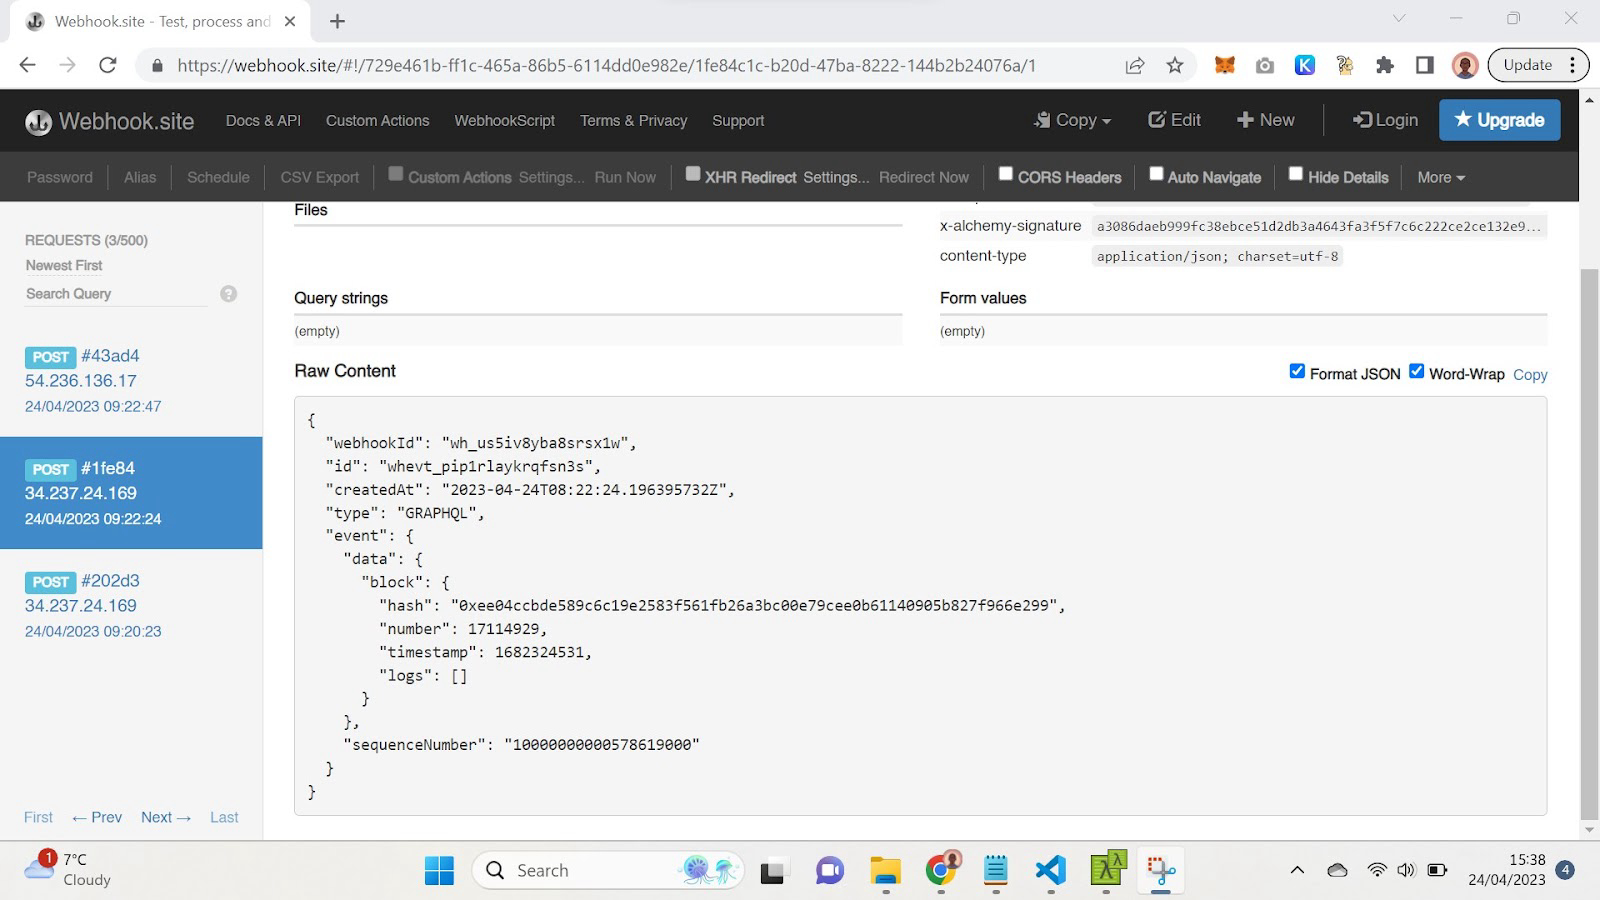 Webhook.site - Test, process and
https://webhook.site/#!/729e461b-ff1c-465a-86b5-6114dd0e982e/1fe84c1c-b20d-47ba-8222-144b2b24076a/1
Update
Webhook.site Docs & API Custom Actions WebhookScript Terms & Privacy Support Copy Edit New Login Upgrade
Password Alias Schedule CSV Export Custom Actions Settings... Run Now XHR Redirect Settings... Redirect Now CORS Headers Auto Navigate Hide Details More
REQUESTS (3/500)
Newest First
Search Query ?
POST #43ad4
54.236.136.17
24/04/2023 09:22:47
POST #1fe84
34.237.24.169
24/04/2023 09:22:24
POST #202d3
34.237.24.169
24/04/2023 09:20:23
First ← Prev Next → Last
Files
x-alchemy-signature a3086daeb999fc38ebce51d2db3a4643fa3f5f7c6c222ce2ce132e9...
content-type application/json; charset=utf-8
Query strings
(empty)
Form values
(empty)
Raw Content
Format JSON Word-Wrap Copy
{
"webhookId": "wh_us5iv8yba8srsx1w",
"id": "whevt_pip1rlaykrqfsn3s",
"createdAt": "2023-04-24T08:22:24.196395732Z",
"type": "GRAPHQL",
"event": {
"data": {
"block": {
"hash": "0xee04ccbde589c6c19e2583f561fb26a3bc00e79cee0b61140905b827f966e299",
"number": 17114929,
"timestamp": 1682324531,
"logs": []
}
},
"sequenceNumber": "10000000000578619000"
}
}
1
7°C
Cloudy
Search
15:38
24/04/2023
4